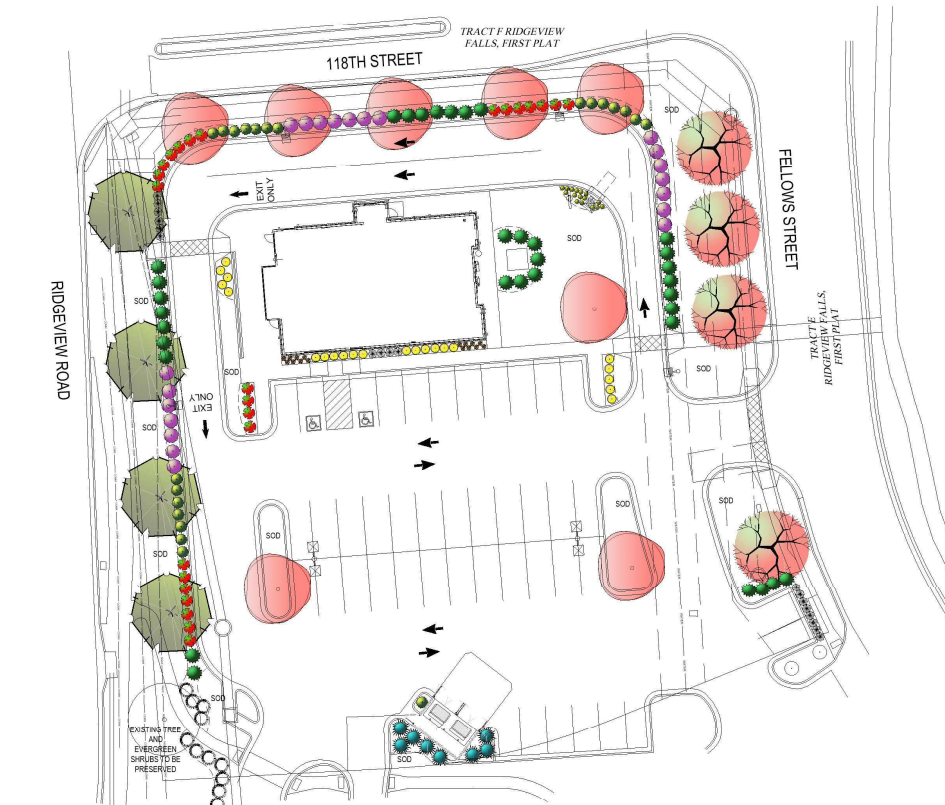 TRACT F RIDGEVIEW
FALLS, FIRST PLAT
118TH STREET
SOD
FELLOWS STREET
EXIT
ONLY
SOD
SOD
RIDGEVIEW ROAD
TRACT E
RIDGEVIEW FALLS,
FIRST PLAT
SOD
SOD
EXIT
ONLY
SOD
SOD
SOD
SOD
SOD
SOD
EXISTING TREE
AND
EVERGREEN
SHRUBS TO BE
PRESERVED
SOD